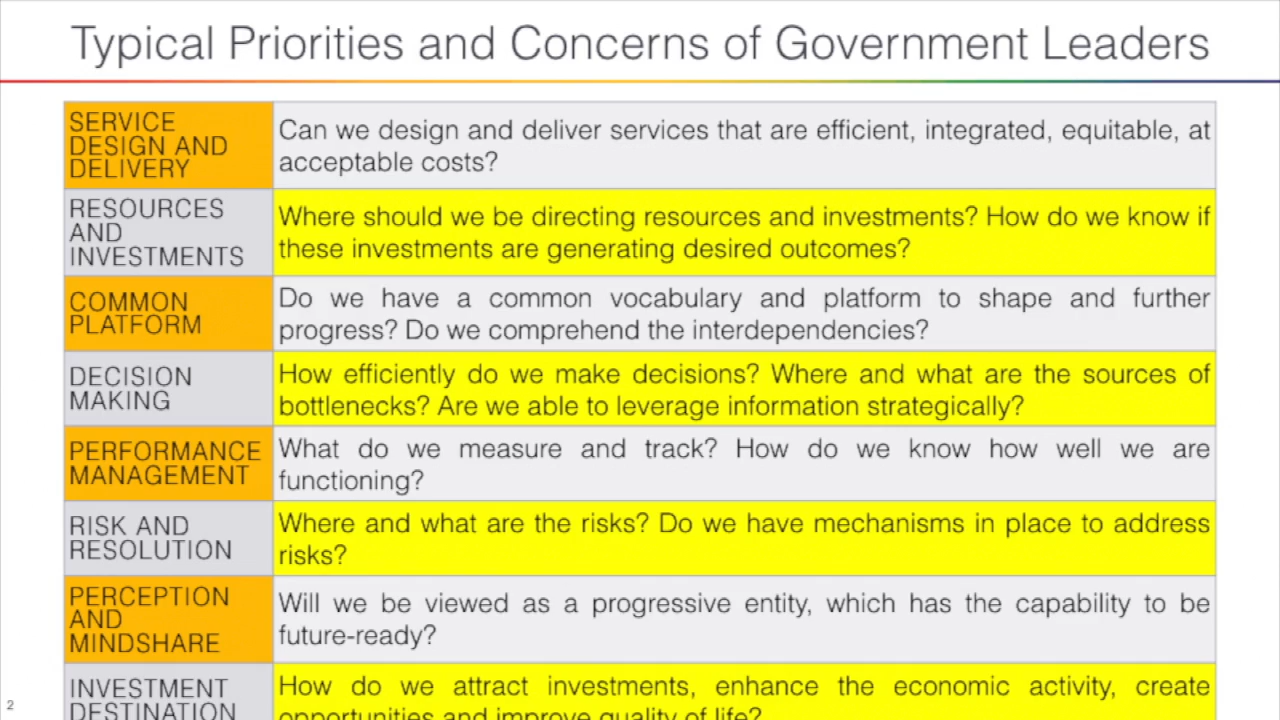 Typical Priorities and Concerns of Government Leaders
SERVICE
DESIGN AND
DELIVERY
Can we design and deliver services that are efficient, integrated, equitable, at
acceptable costs?
RESOURCES
AND
INVESTMENTS
Where should we be directing resources and investments? How do we know if
these investments are generating desired outcomes?
COMMON
PLATFORM
Do we have a common vocabulary and platform to shape and further
progress? Do we comprehend the interdependencies?
DECISION
MAKING
How efficiently do we make decisions? Where and what are the sources of
bottlenecks? Are we able to leverage information strategically?
PERFORMANCE
MANAGEMENT
What do we measure and track? How do we know how well we are
functioning?
RISK AND
RESOLUTION
Where and what are the risks? Do we have mechanisms in place to address
risks?
PERCEPTION
AND
MINDSHARE
Will we be viewed as a progressive entity, which has the capability to be
future-ready?
INVESTMENT
DESTINATION
How do we attract investments, enhance the economic activity, create
opportunities and improve quality of life?
2